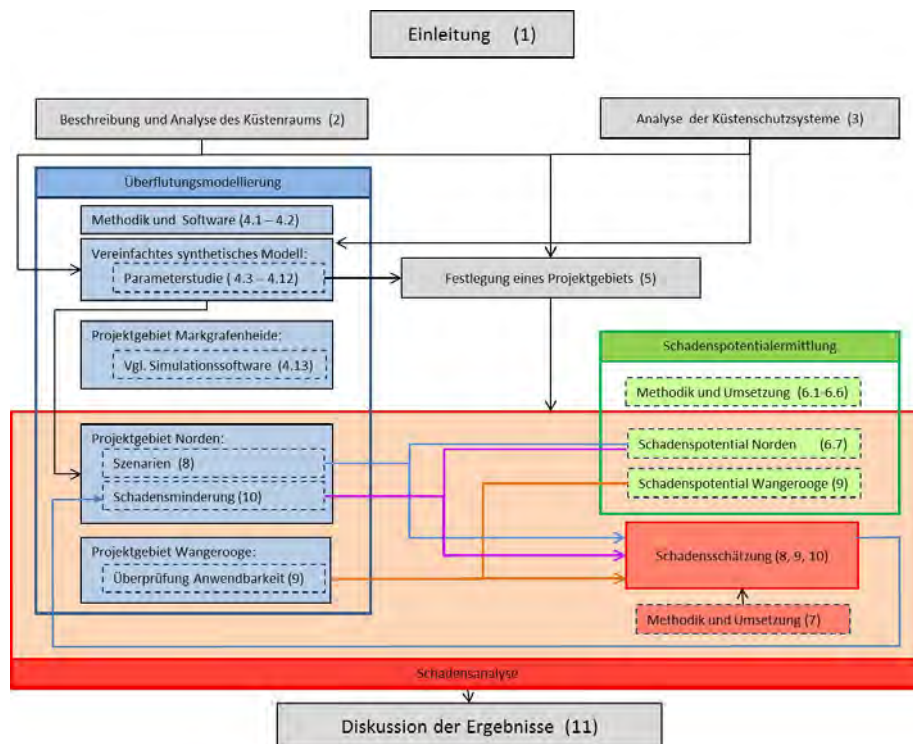 Einleitung (1)
Beschreibung und Analyse des Küstenraums (2)
Analyse der Küstenschutzsysteme (3)
Überflutungsmodellierung
Methodik und Software (4.1 – 4.2)
Vereinfachtes synthetisches Modell:
Parameterstudie ( 4.3 – 4.12)
Festlegung eines Projektgebiets (5)
Projektgebiet Markgrafenheide:
Vgl. Simulationssoftware (4.13)
Schadenspotentialermittlung
Methodik und Umsetzung (6.1-6.6)
Projektgebiet Norden:
Szenarien (8)
Schadensminderung (10)
Schadenspotential Norden (6.7)
Schadenspotential Wangerooge (9)
Projektgebiet Wangerooge:
Überprüfung Anwendbarkeit (9)
Schadensschätzung (8, 9, 10)
Methodik und Umsetzung (7)
Schadensanalyse
Diskussion der Ergebnisse (11)